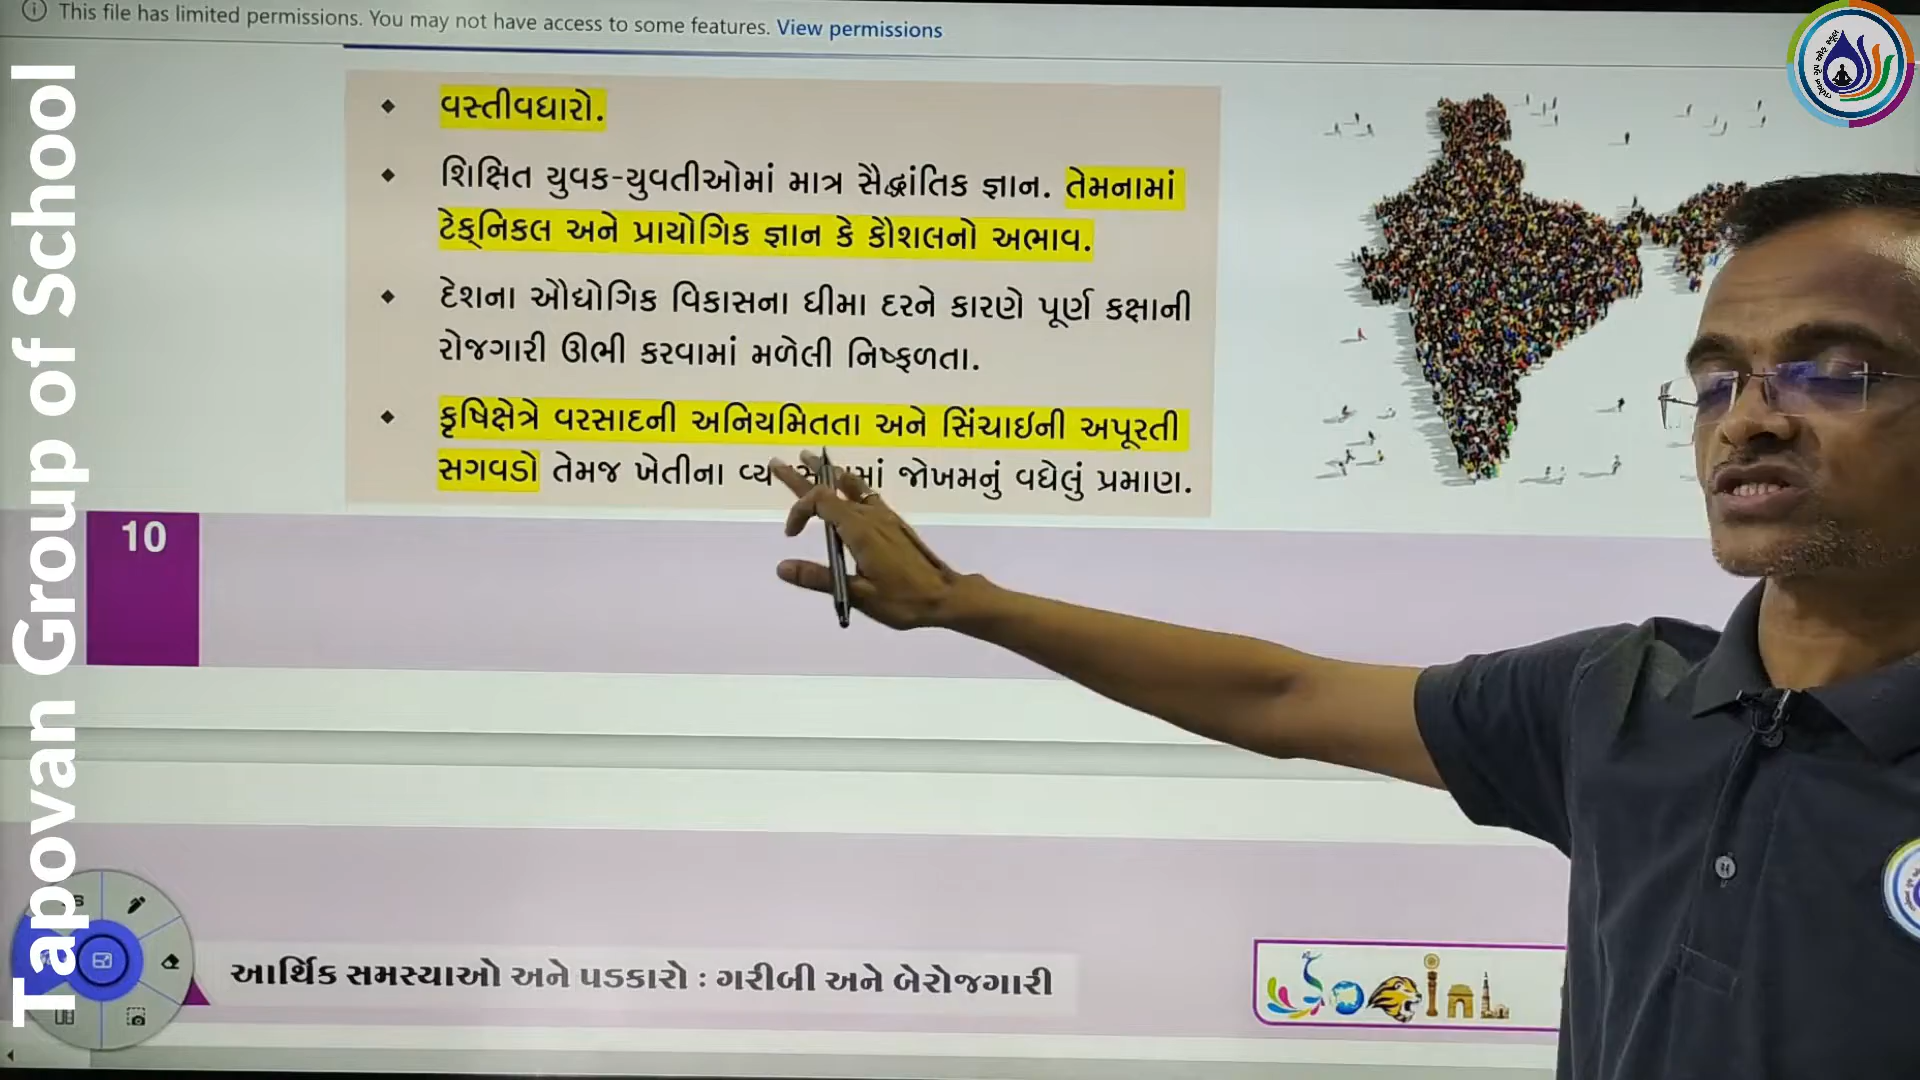 This file has limited permissions. You may not have access to some features. View permissions
Tapovan Group of School
વસ્તીવધારો.
શિક્ષિત યુવક-યુવતીઓમાં માત્ર સૈદ્ધાંતિક જ્ઞાન. તેમનામાં
ટેક્નિકલ અને પ્રાયોગિક જ્ઞાન કે કૌશલનો અભાવ.
દેશના ઔદ્યોગિક વિકાસના ધીમા દરને કારણે પૂર્ણ કક્ષાની
રોજગારી ઊભી કરવામાં મળેલી નિષ્ફળતા.
કૃષિક્ષેત્રે વરસાદની અનિયમિતતા અને સિંચાઇની અપૂરતી
સગવડો તેમજ ખેતીના જોખમનું વધેલું પ્રમાણ.
10
આર્થિક સમસ્યાઓ અને પડકારો : ગરીબી અને બેરોજગારી
Social